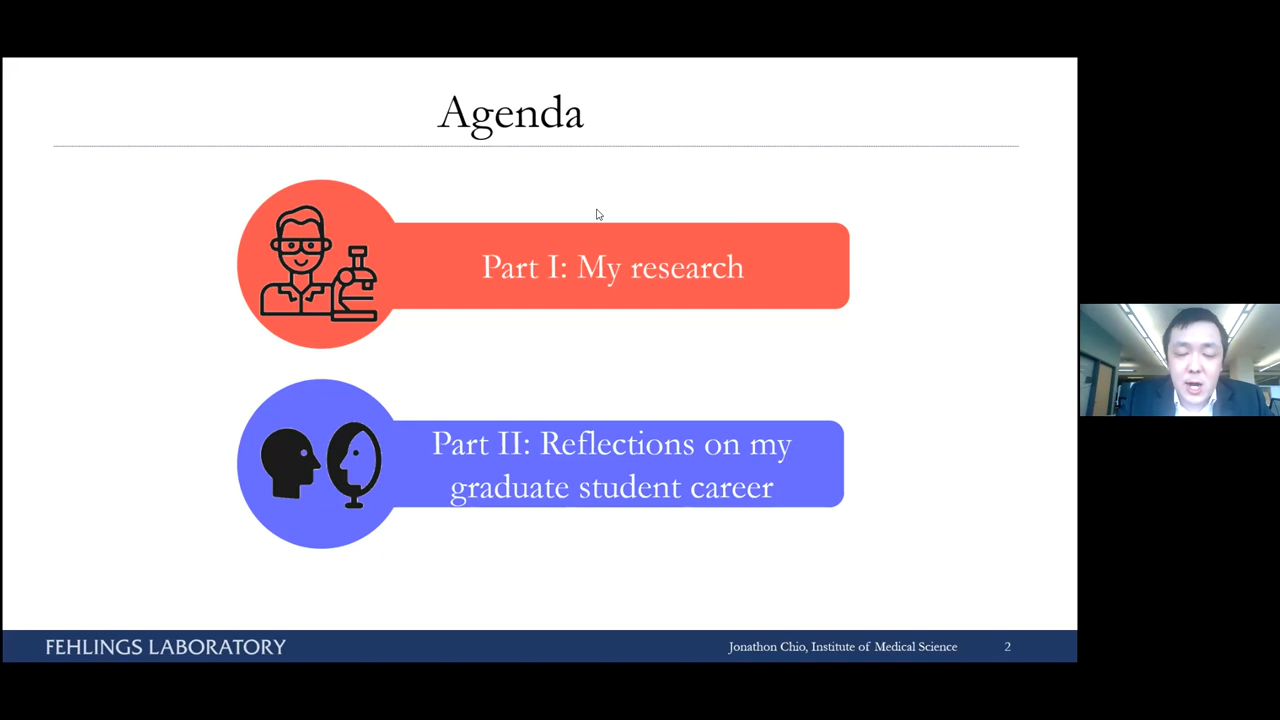 Agenda
Part I: My research
Part II: Reflections on my
graduate student career
FEHLINGS LABORATORY
Jonathon Chio, Institute of Medical Science
2